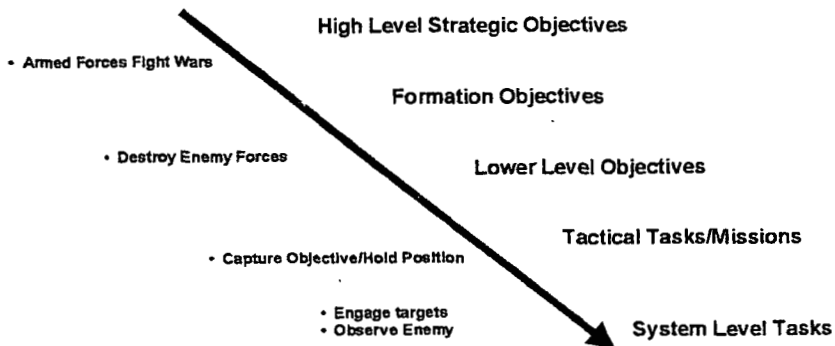 High Level Strategic Objectives
• Armed Forces Fight Wars
Formation Objectives
• Destroy Enemy Forces
Lower Level Objectives
Tactical Tasks/Missions
• Capture Objective/Hold Position
• Engage targets
• Observe Enemy
System Level Tasks